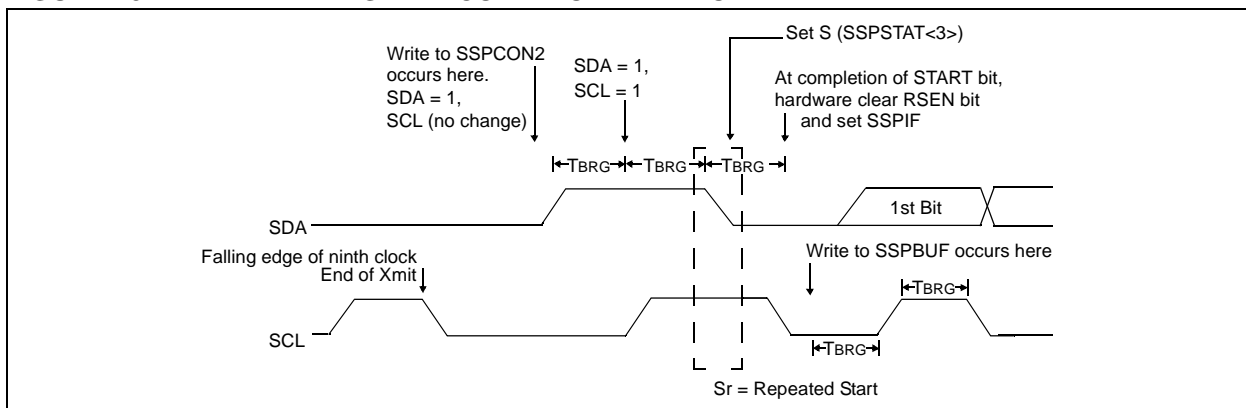 Set S (SSPSTAT<3>)
Write to SSPCON2
occurs here.
SDA = 1,
SCL (no change)
SDA = 1,
SCL = 1
At completion of START bit,
hardware clear RSEN bit
and set SSPIF
TBRG
TBRG
TBRG
1st Bit
SDA
Falling edge of ninth clock
End of Xmit
Write to SSPBUF occurs here
TBRG
SCL
TBRG
Sr = Repeated Start